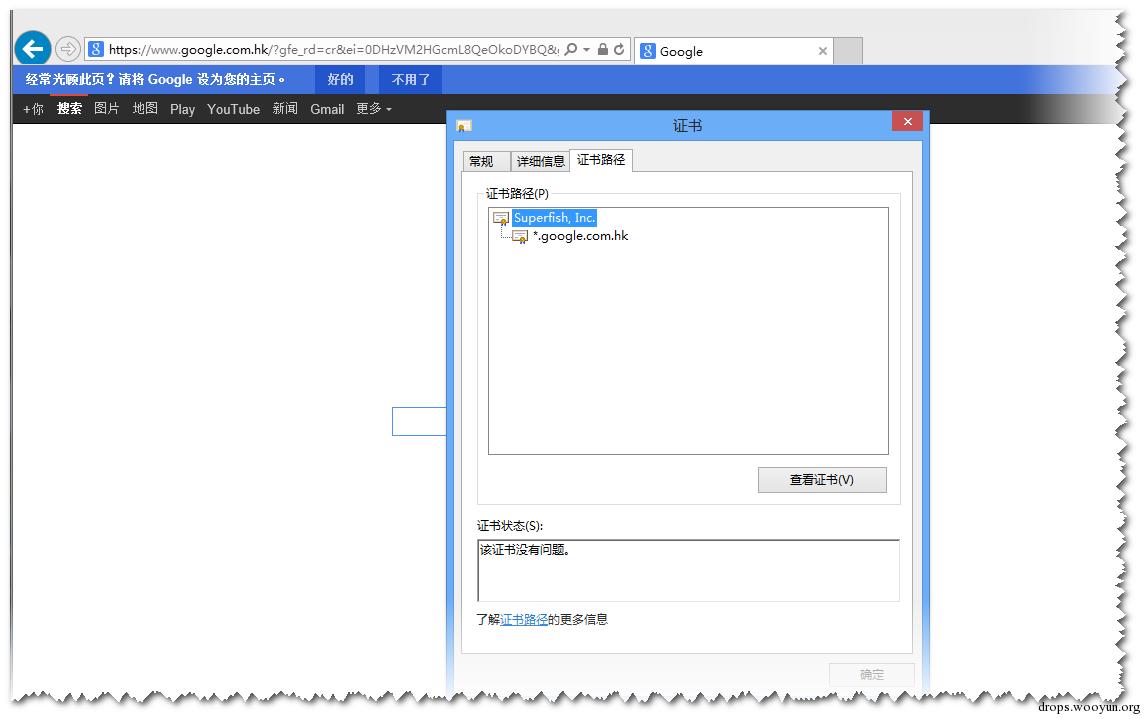 https://www.google.com.hk/?gfe_rd=cr&ei=0DHzVM2HGcmL8QeOkoDYBQ&
Google
经常光顾此页？请将 Google 设为您的主页。 好的 不用了
+你 搜索 图片 地图 Play YouTube 新闻 Gmail 更多
证书
常规 详细信息 证书路径
证书路径(P)
Superfish, Inc.
*.google.com.hk
查看证书(V)
证书状态(S):
该证书没有问题。
了解证书路径的更多信息
确定
drops.wooyun.org